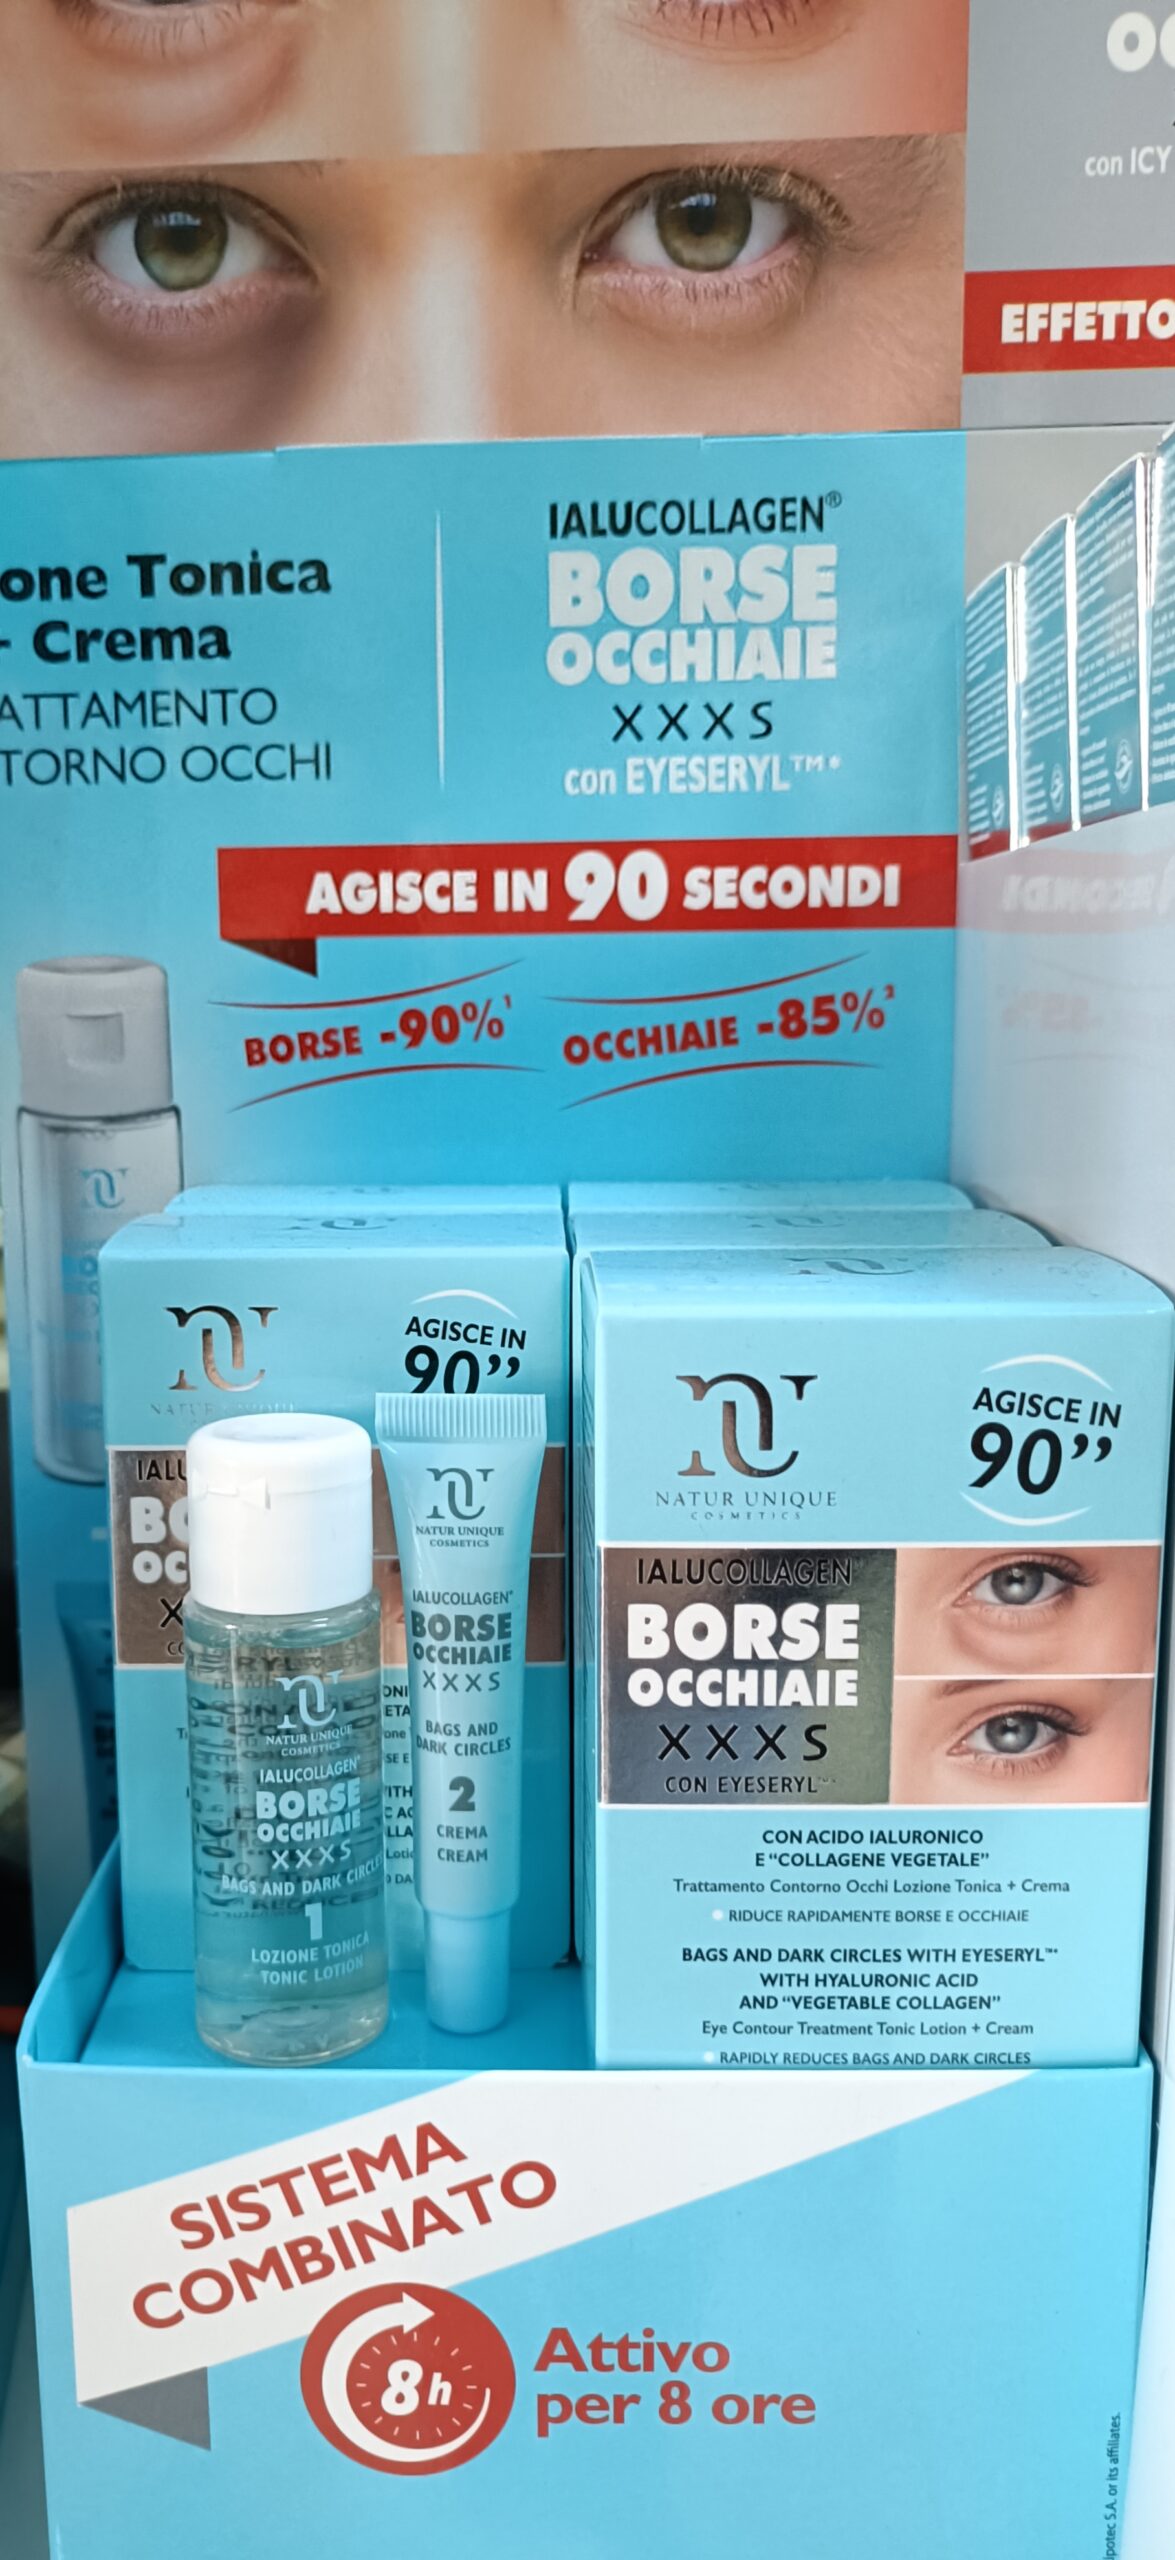 con ICY
EFFETTO
one Tonica
+ Crema
ATTAMENTO
TORNO OCCHI
IALUCOLLAGEN®
BORSE
OCCHIAIE
XXXS
con EYESERYL™*
AGISCE IN 90 SECONDI
BORSE -90%¹
OCCHIAIE -85%²
AGISCE IN
90’’
NATUR UNIQUE
COSMETICS
IALUCOLLAGEN®
BORSE
OCCHIAIE
XXXS
BAGS AND DARK CIRCLES
1
LOZIONE TONICA
TONIC LOTION
NATUR UNIQUE
COSMETICS
IALUCOLLAGEN®
BORSE
OCCHIAIE
XXXS
BAGS AND
DARK CIRCLES
2
CREMA
CREAM
NATUR UNIQUE
COSMETICS
AGISCE IN
90’’
IALUCOLLAGEN®
BORSE
OCCHIAIE
XXXS
CON EYESERYL™*
CON ACIDO IALURONICO
E “COLLAGENE VEGETALE”
Trattamento Contorno Occhi Lozione Tonica + Crema
RIDUCE RAPIDAMENTE BORSE E OCCHIAIE
BAGS AND DARK CIRCLES WITH EYESERYL™*
WITH HYALURONIC ACID
AND “VEGETABLE COLLAGEN”
Eye Contour Treatment Tonic Lotion + Cream
RAPIDLY REDUCES BAGS AND DARK CIRCLES
SISTEMA
COMBINATO
8h
Attivo
per 8 ore
ipotec S.A. or its affiliates.